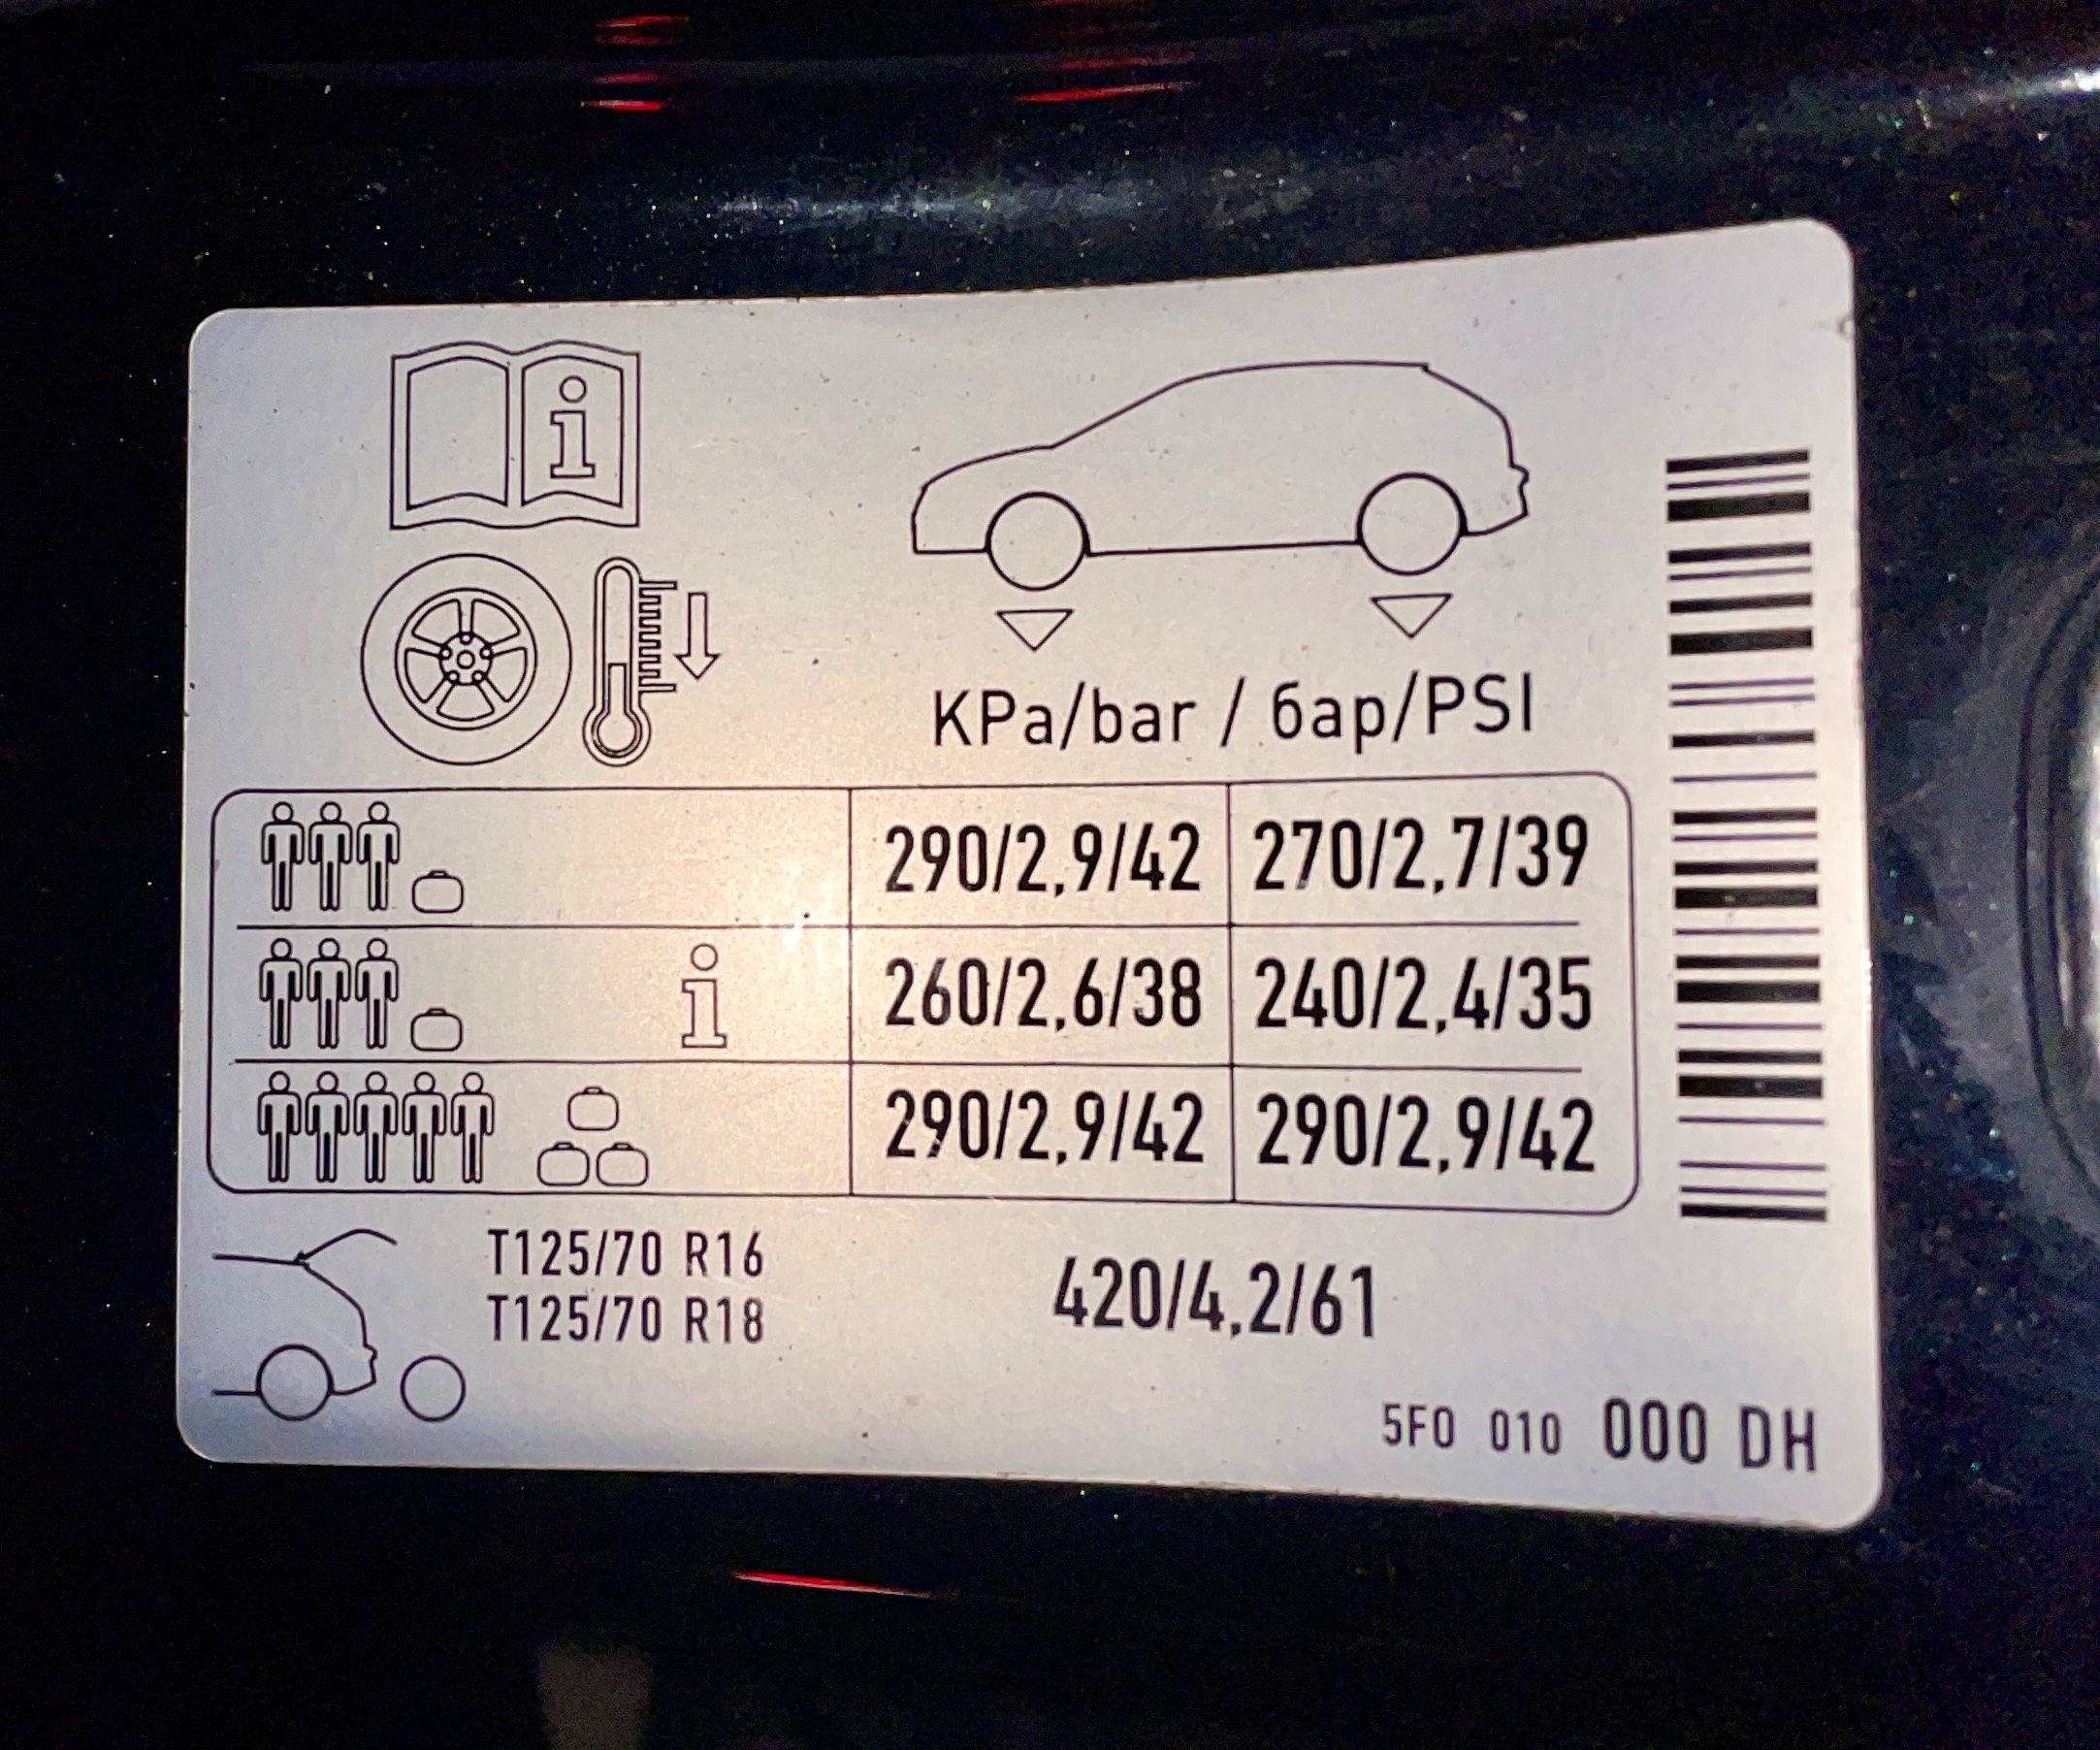 i
KPa/bar / бар/PSI
290/2,9/42 270/2,7/39
i 260/2,6/38 240/2,4/35
290/2,9/42 290/2,9/42
T125/70 R16
T125/70 R18
420/4,2/61
5F0 010 000 DH